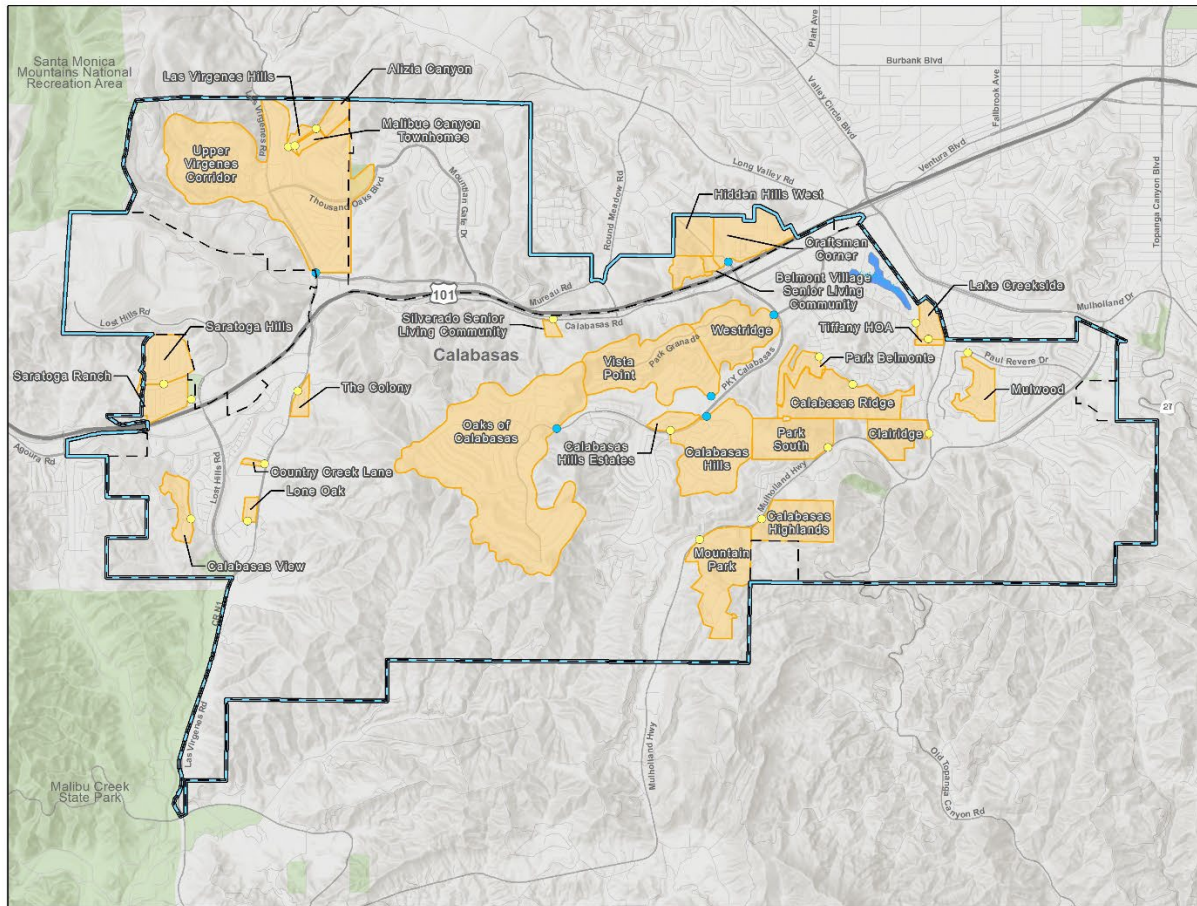 Santa Monica
Mountains National
Recreation Area
Platt Ave
Burbank Blvd
Valley Circle Blvd
Fallbrook Ave
Ventura Blvd
Topanga Canyon Blvd
Las Virgenes Hills
Alizia Canyon
Las Virgenes Rd
Malibue Canyon
Townhomes
Upper
Virgenes
Corridor
Thousand Oaks Blvd
Mountian Gate Dr
Round Meadow Rd
Long Valley Rd
Hidden Hills West
Craftsman
Corner
Belmont Village
Senior Living
Community
101
Mureau Rd
Lake Creekside
Mulholland Dr
Lost Hills Rd
Saratoga Hills
Silverado Senior
Living Community
Calabasas Rd
Calabasas
Westridge
Tiffany HOA
Park Granada
Vista
Point
PKY Calabasas
Park Belmonte
Paul Revere Dr
Saratoga Ranch
The Colony
Mulwood
Calabasas Ridge
27
Oaks of
Calabasas
Agoura Rd
Calabasas
Hills Estates
Calabasas
Hills
Park
South
Clairidge
Lost Hills Rd
Country Creek Lane
Lone Oak
Mulholland Hwy
Calabasas
Highlands
Mountain
Park
Calabasas View
CR N1
Las Virgenes Rd
Mulholland Hwy
Old Topanga
Canyon Rd
Malibu Creek
State Park